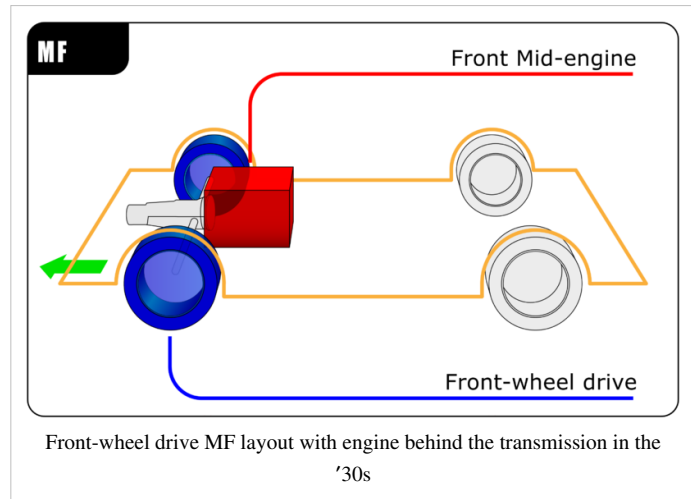 MF
Front Mid-engine
Front-wheel drive
Front-wheel drive MF layout with engine behind the transmission in the
′30s